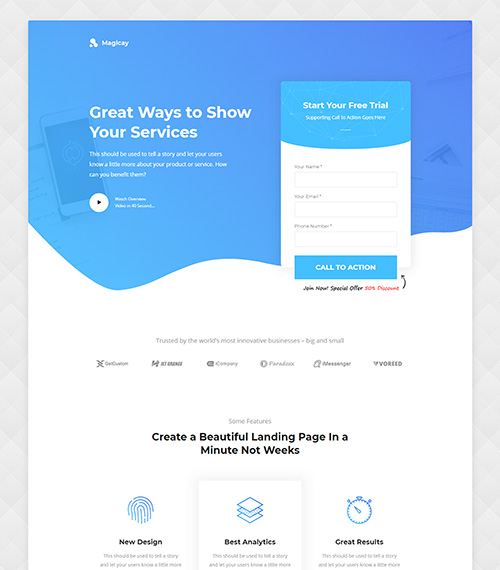 Magicay
Great Ways to Show
Your Services
This should be used to tell a story and let your users
know a little more about your product or service. How
can you benefit them?
Watch Overview
Video in 40 Second...
Start Your Free Trial
Supporting Call to Action Goes Here
Your Name *
Your Email *
Phone Number *
CALL TO ACTION
Join Now! Special Offer 50% Discount
Trusted by the world's most innovative businesses – big and small
GetCustom
JET-ORANGE
iCompany
Paradoxx
iMessenger
VOREED
Some Features
Create a Beautiful Landing Page In a
Minute Not Weeks
New Design
This should be used to tell a story
and let your users know a little more
Best Analytics
This should be used to tell a story
and let your users know a little more
Great Results
This should be used to tell a story
and let your users know a little more